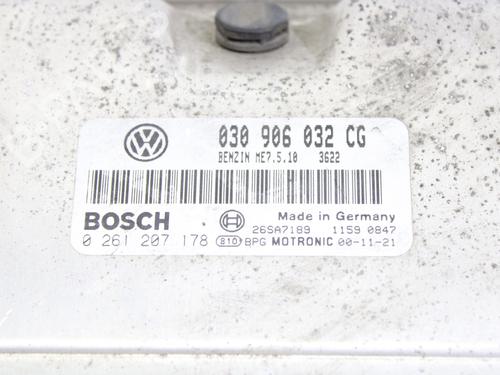 030 906 032 CG
BENZIN ME7.5.10 3622
BOSCH
Made in Germany
26SA7189 1159 0847
0 261 207 178 810 BPG MOTRONIC 00-11-21